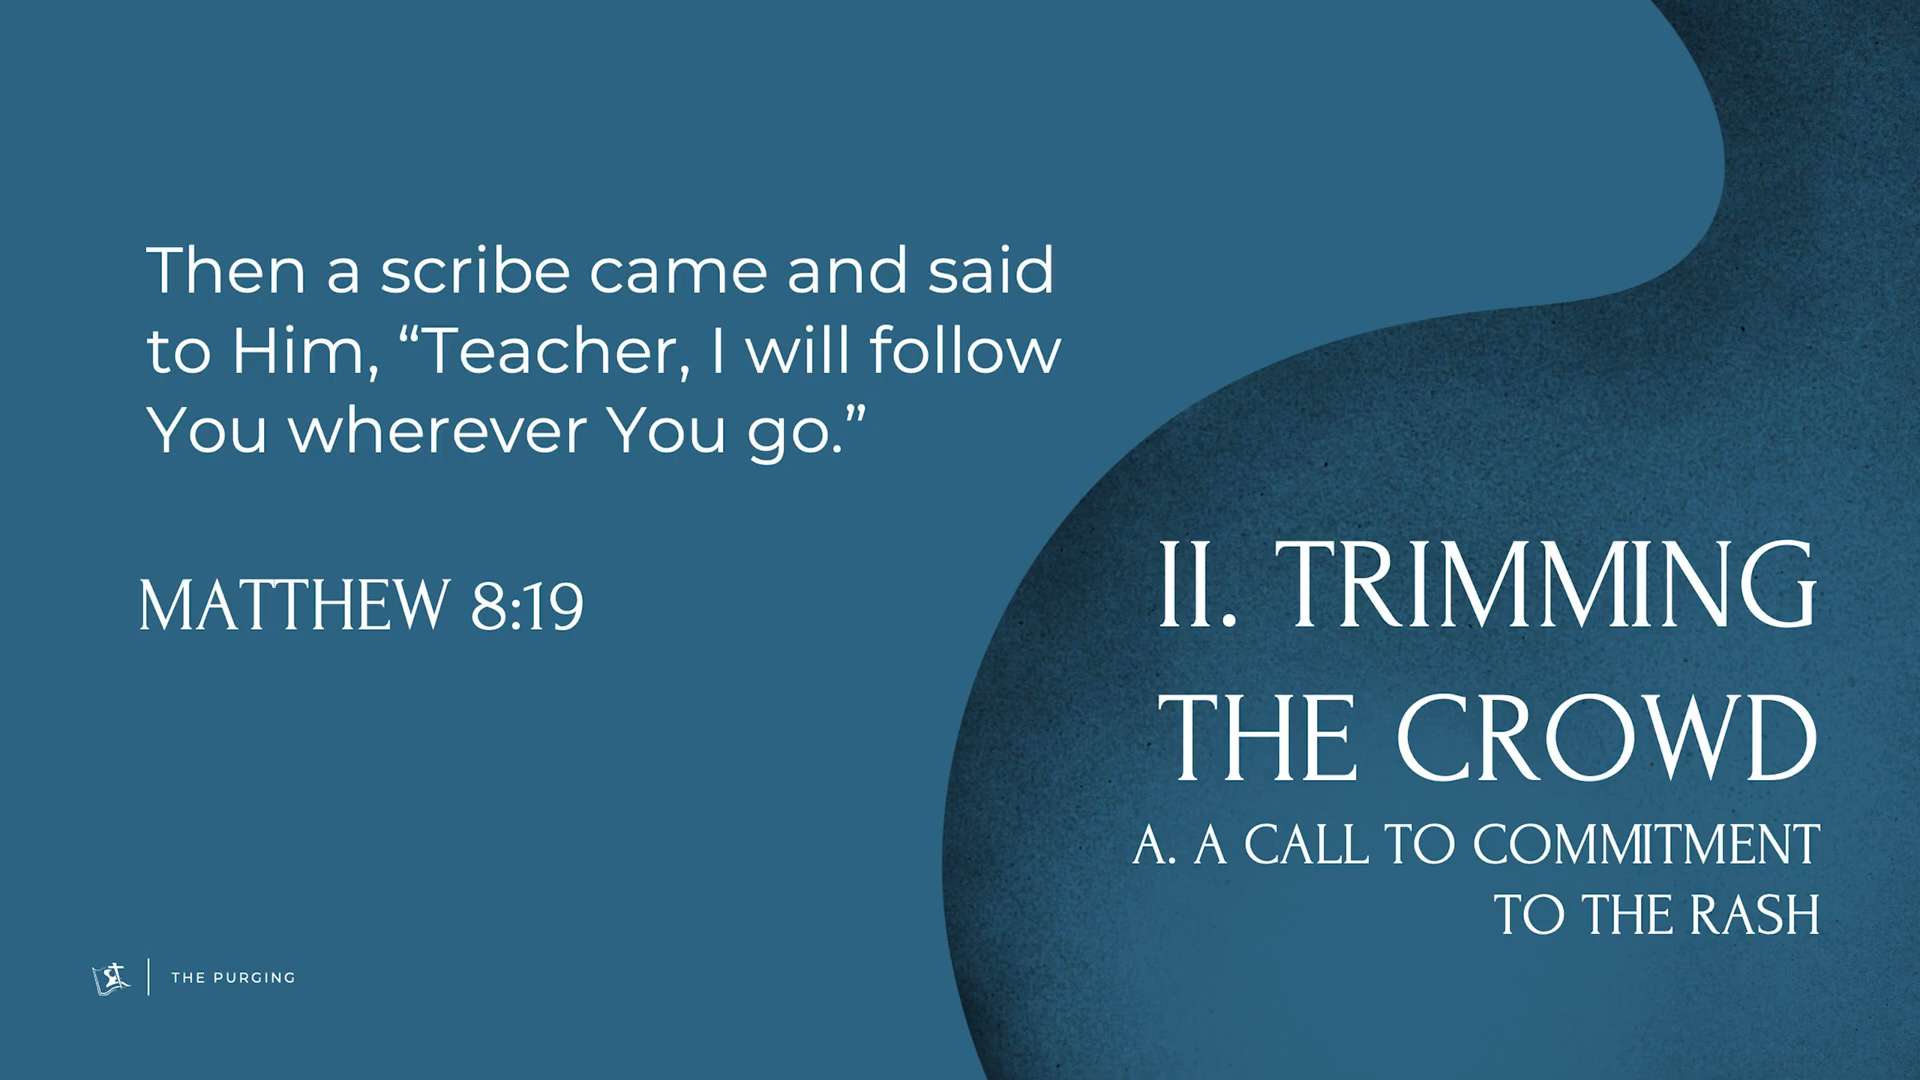 Then a scribe came and said
to Him, “Teacher, I will follow
You wherever You go.”
MATTHEW 8:19
II. TRIMMING
THE CROWD
A. A CALL TO COMMITMENT
TO THE RASH
THE PURGING